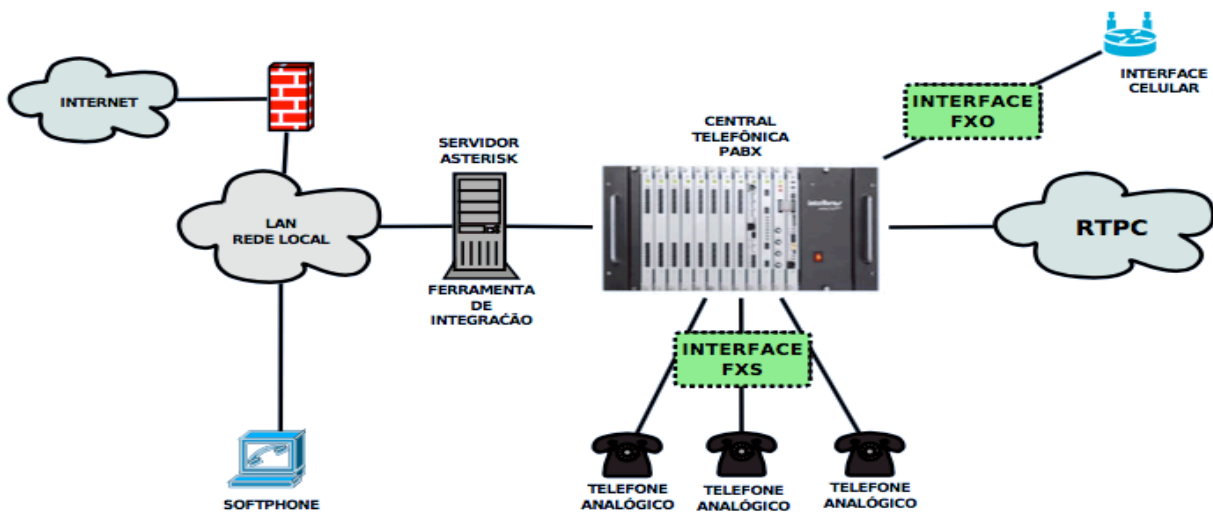 INTERNET
INTERFACE
CELULAR
INTERFACE
FXO
CENTRAL
TELEFÔNICA
PABX
SERVIDOR
ASTERISK
LAN
REDE LOCAL
RTPC
FERRAMENTA
DE
INTEGRAĆÃO
INTERFACE
FXS
SOFTPHONE
TELEFONE
ANALÓGICO
TELEFONE
ANALÓGICO
TELEFONE
ANALÓGICO